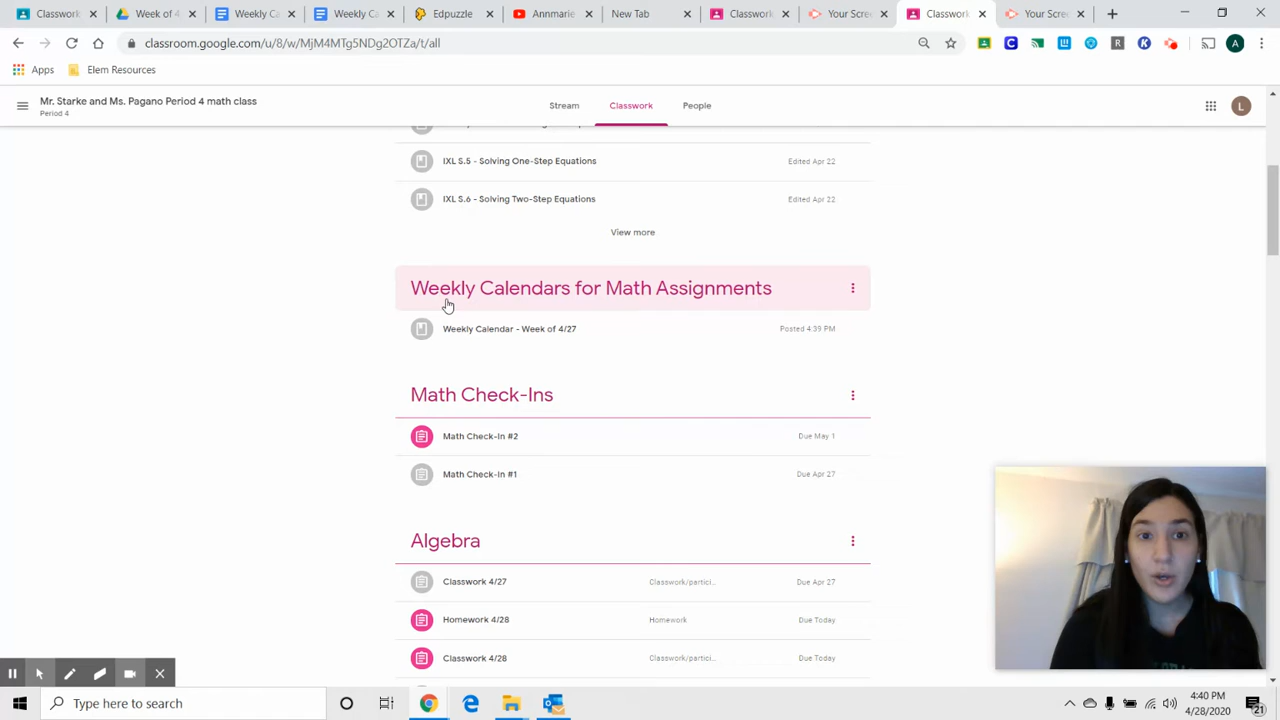 Classwork
Week of 4/
Weekly Ca
Weekly Ca
Edpuzzle
Annmarie
New Tab
Classwork
Your Scree
Classwork
Your Scree
classroom.google.com/u/8/w/MjM4MTg5NDg2OTZa/t/all
A
Apps
Elem Resources
Mr. Starke and Ms. Pagano Period 4 math class
Period 4
Stream
Classwork
People
L
IXL S.5 - Solving One-Step Equations
Edited Apr 22
IXL S.6 - Solving Two-Step Equations
Edited Apr 22
View more
Weekly Calendars for Math Assignments
Weekly Calendar - Week of 4/27
Posted 4:39 PM
Math Check-Ins
Math Check-In #2
Due May 1
Math Check-In #1
Due Apr 27
Algebra
Classwork 4/27
Classwork/partici...
Due Apr 27
Homework 4/28
Homework
Due Today
Classwork 4/28
Classwork/partici...
Due Today
Type here to search
4:40 PM
4/28/2020
21